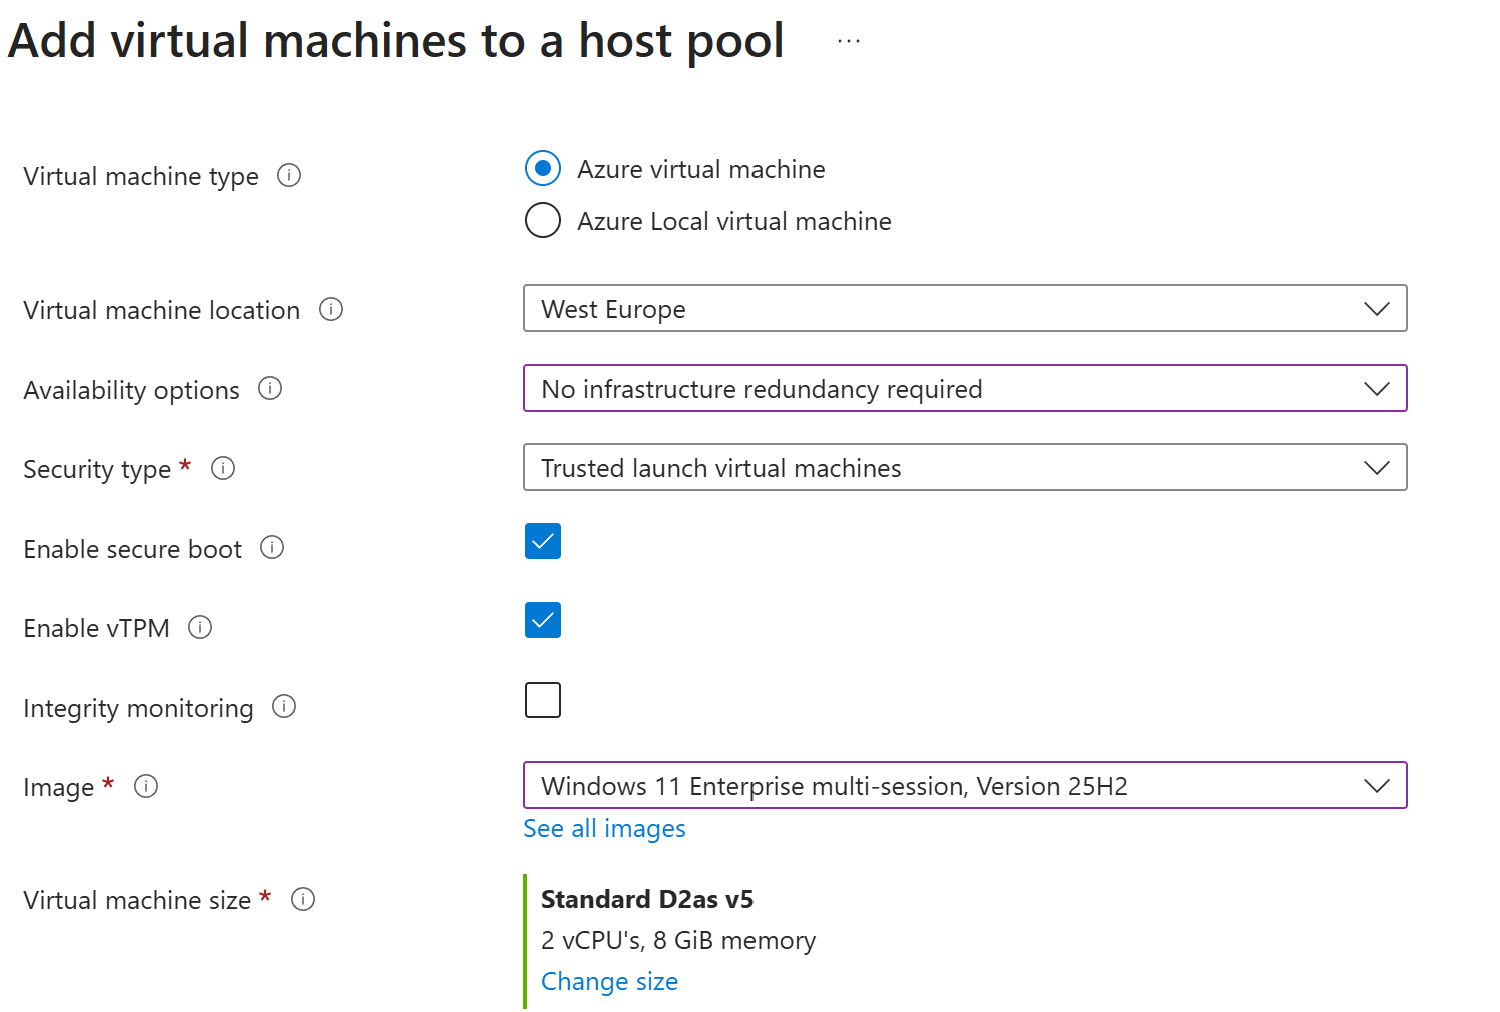 Add virtual machines to a host pool ...
Virtual machine type
Azure virtual machine
Azure Local virtual machine
Virtual machine location
West Europe
Availability options
No infrastructure redundancy required
Security type *
Trusted launch virtual machines
Enable secure boot
Enable vTPM
Integrity monitoring
Image *
Windows 11 Enterprise multi-session, Version 25H2
See all images
Virtual machine size *
Standard D2as v5
2 vCPU's, 8 GiB memory
Change size